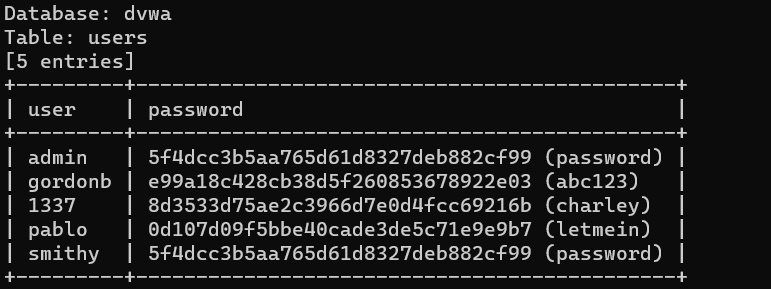 Database: dvwa
Table: users
[5 entries]
+---------+---------------------------------------------+
| user    | password                                    |
+---------+---------------------------------------------+
| admin   | 5f4dcc3b5aa765d61d8327deb882cf99 (password) |
| gordonb | e99a18c428cb38d5f260853678922e03 (abc123)   |
| 1337    | 8d3533d75ae2c3966d7e0d4fcc69216b (charley)  |
| pablo   | 0d107d09f5bbe40cade3de5c71e9e9b7 (letmein)  |
| smithy  | 5f4dcc3b5aa765d61d8327deb882cf99 (password) |
+---------+---------------------------------------------+